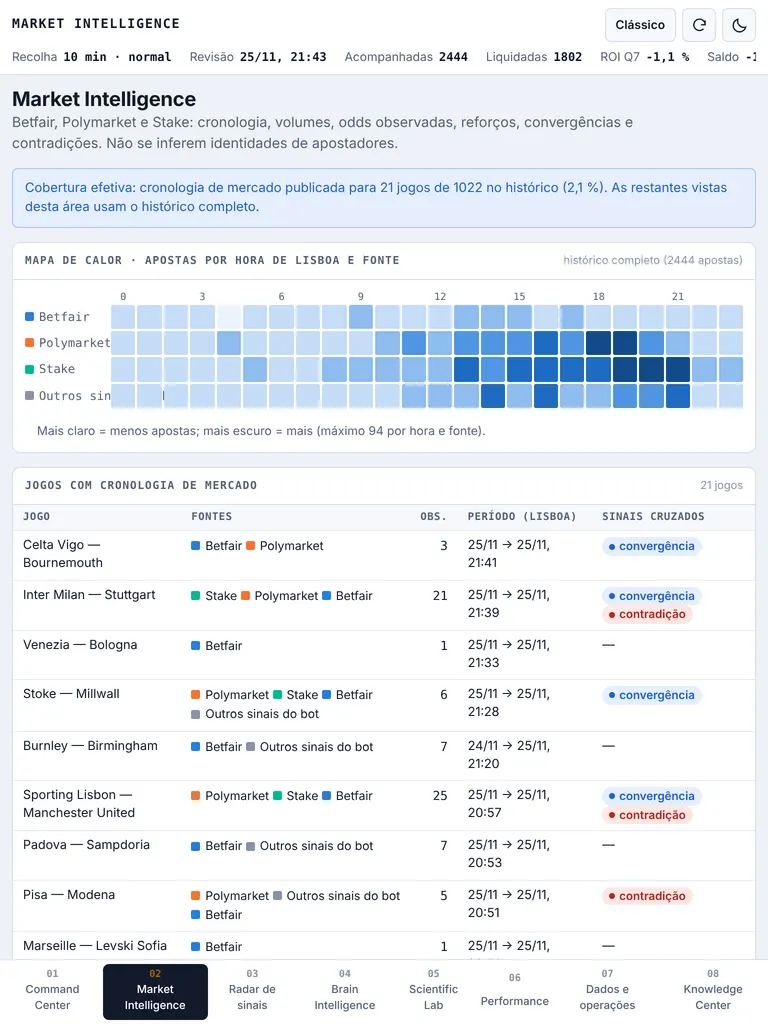 MARKET INTELLIGENCE
Clássico
Recolha 10 min · normal Revisão 25/11, 21:43 Acompanhadas 2444 Liquidadas 1802 ROI Q7 -1,1 % Saldo
Market Intelligence
Betfair, Polymarket e Stake: cronologia, volumes, odds observadas, reforços, convergências e
contradições. Não se inferem identidades de apostadores.
Cobertura efetiva: cronologia de mercado publicada para 21 jogos de 1022 no histórico (2,1 %). As restantes vistas
desta área usam o histórico completo.
MAPA DE CALOR · APOSTAS POR HORA DE LISBOA E FONTE histórico completo (2444 apostas)
0 3 6 9 12 15 18 21
Betfair
Polymarket
Stake
Outros sin
Mais claro = menos apostas; mais escuro = mais (máximo 94 por hora e fonte).
JOGOS COM CRONOLOGIA DE MERCADO 21 jogos
JOGO FONTES OBS. PERÍODO (LISBOA) SINAIS CRUZADOS
Celta Vigo — Betfair Polymarket 3 25/11 → 25/11, convergência
Bournemouth 21:41
Inter Milan — Stuttgart Stake Polymarket Betfair 21 25/11 → 25/11, convergência
21:39 contradição
Venezia — Bologna Betfair 1 25/11 → 25/11, —
21:33
Stoke — Millwall Polymarket Stake Betfair 6 25/11 → 25/11, convergência
Outros sinais do bot 21:28
Burnley — Birmingham Betfair Outros sinais do bot 7 24/11 → 25/11, —
21:20
Sporting Lisbon — Polymarket Stake Betfair 25 25/11 → 25/11, convergência
Manchester United 20:57 contradição
Padova — Sampdoria Betfair Outros sinais do bot 7 25/11 → 25/11, —
20:53
Pisa — Modena Polymarket Outros sinais do bot 5 25/11 → 25/11, contradição
Betfair 20:51
Marseille — Levski Sofia Betfair 1 25/11 → 25/11, —
01 02 03 04 05 06 07 08
Command Market Radar de Brain Scientific Performance Dados e Knowledge
Center Intelligence sinais Intelligence Lab operações Center